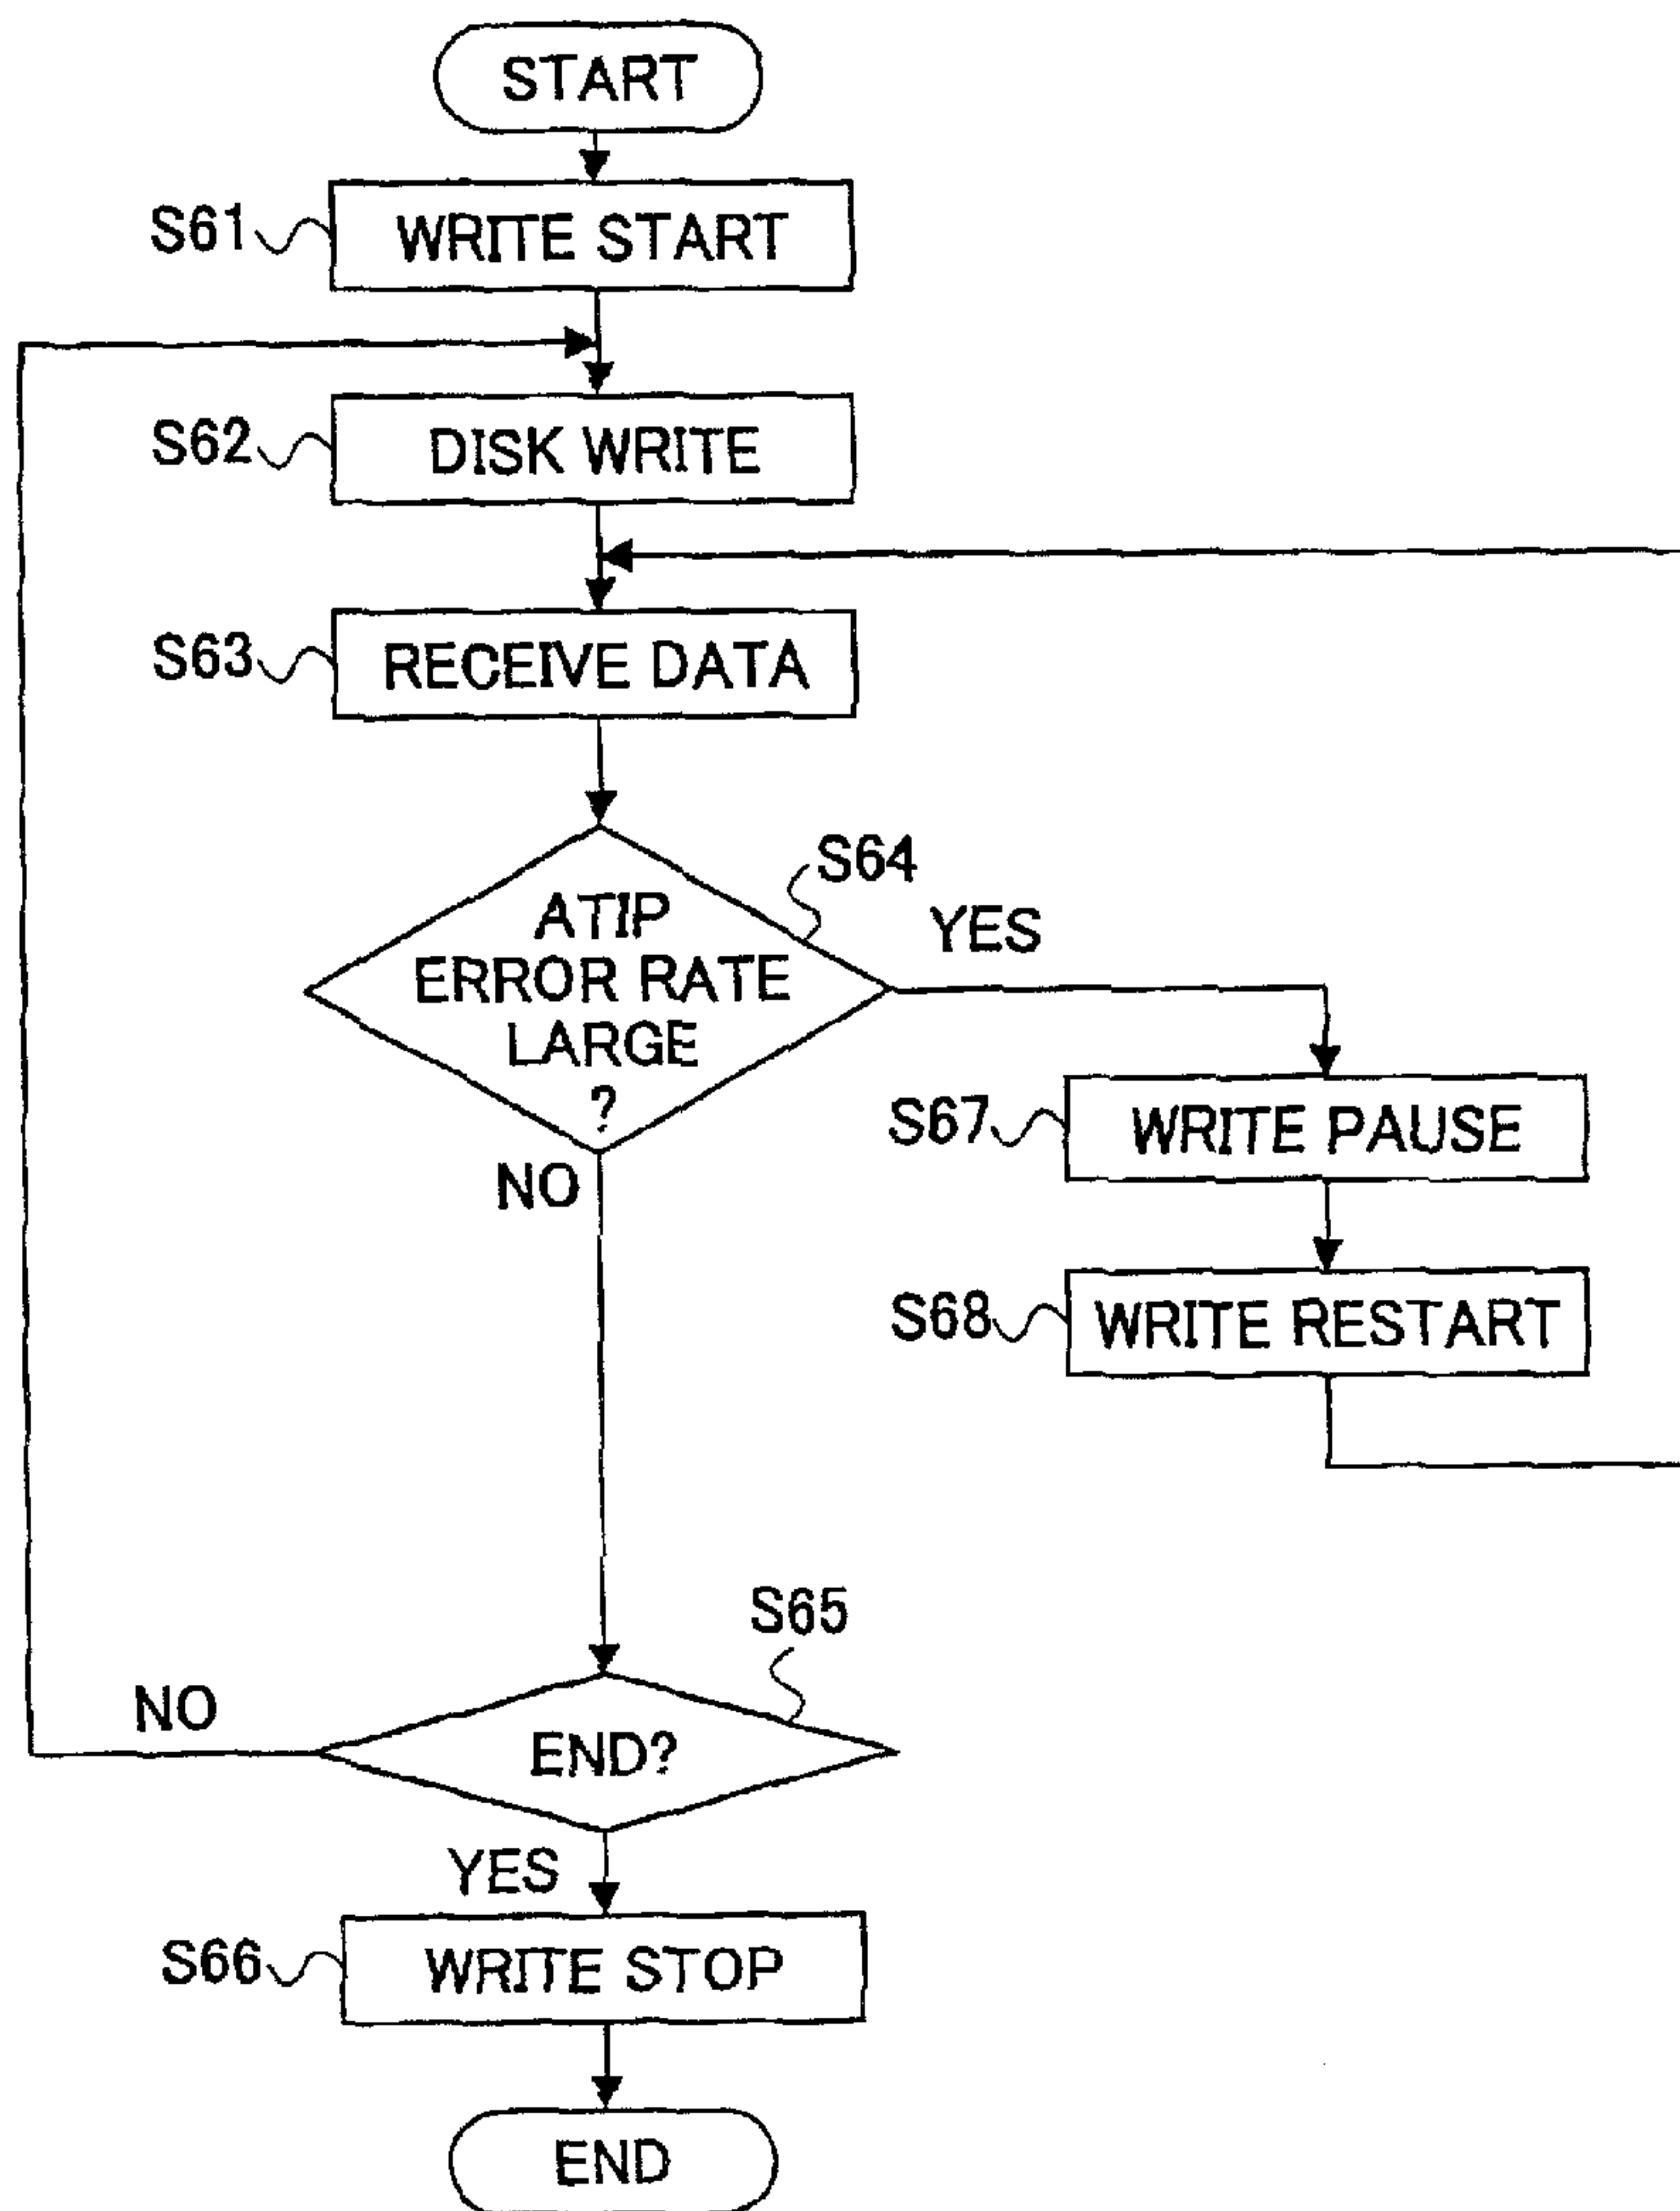 START
S61
WRITE START
S62
DISK WRITE
S63
RECEIVE DATA
S64
ATIP
ERROR RATE
LARGE
?
YES
NO
S67
WRITE PAUSE
S68
WRITE RESTART
S65
END?
NO
YES
S66
WRITE STOP
END